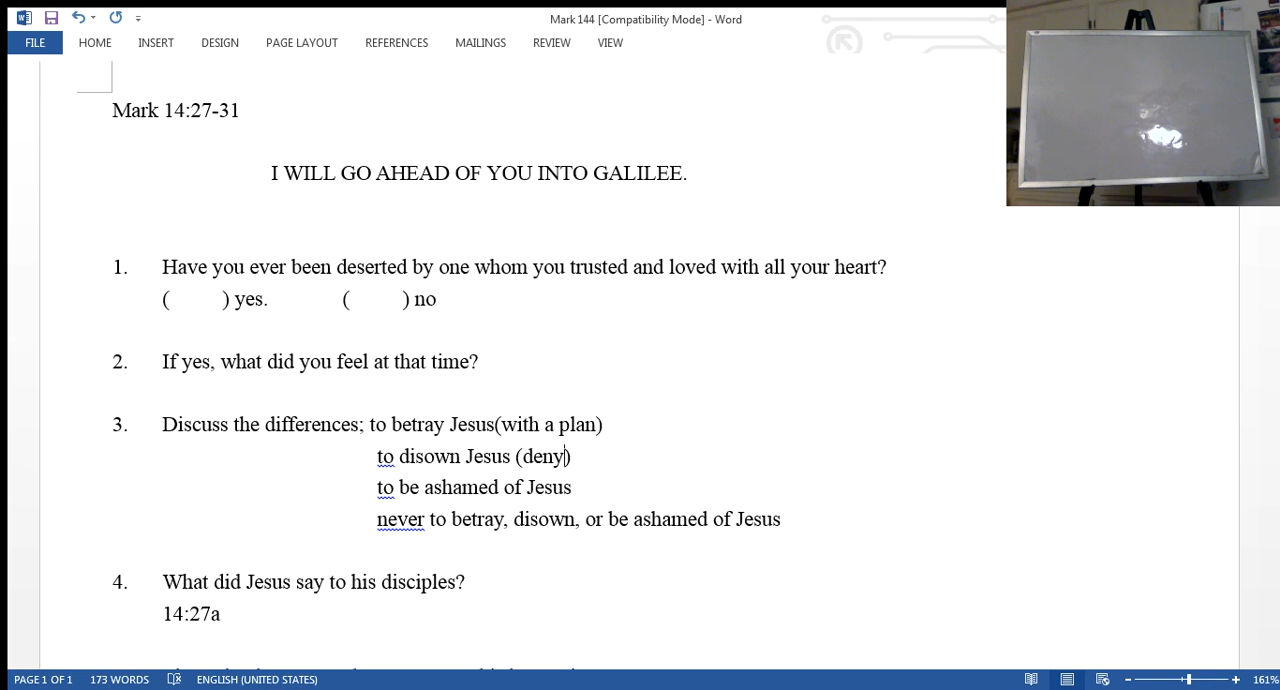 Mark 144 [Compatibility Mode] - Word
FILE HOME INSERT DESIGN PAGE LAYOUT REFERENCES MAILINGS REVIEW VIEW
Mark 14:27-31
I WILL GO AHEAD OF YOU INTO GALILEE.
1. Have you ever been deserted by one whom you trusted and loved with all your heart?
( ) yes. ( ) no
2. If yes, what did you feel at that time?
3. Discuss the differences; to betray Jesus(with a plan)
to disown Jesus (deny)
to be ashamed of Jesus
never to betray, disown, or be ashamed of Jesus
4. What did Jesus say to his disciples?
14:27a
PAGE 1 OF 1 173 WORDS ENGLISH (UNITED STATES) 161%